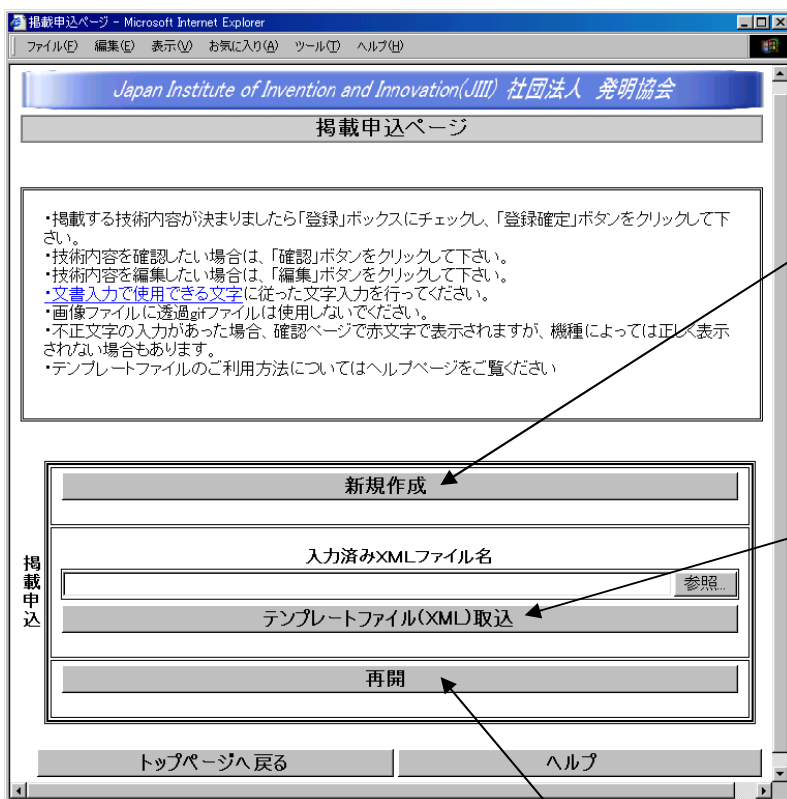 掲載申込ページ - Microsoft Internet Explorer
ファイル(F) 編集(E) 表示(V) お気に入り(A) ツール(T) ヘルプ(H)
Japan Institute of Invention and Innovation(JIII) 社団法人 発明協会
掲載申込ページ
・掲載する技術内容が決まりましたら「登録」ボックスにチェックし、「登録確定」ボタンをクリックして下
さい。
・技術内容を確認したい場合は、「確認」ボタンをクリックして下さい。
・技術内容を編集したい場合は、「編集」ボタンをクリックして下さい。
・文書入力で使用できる文字に従った文字入力を行ってください。
・画像ファイルに透過gifファイルは使用しないでください。
・不正文字の入力があった場合、確認ページで赤文字で表示されますが、機種によっては正しく表示
されない場合もあります。
・テンプレートファイルのご利用方法についてはヘルプページをご覧ください
掲載申込
新規作成
入力済みXMLファイル名
参照...
テンプレートファイル(XML)取込
再開
トップページへ戻る
ヘルプ